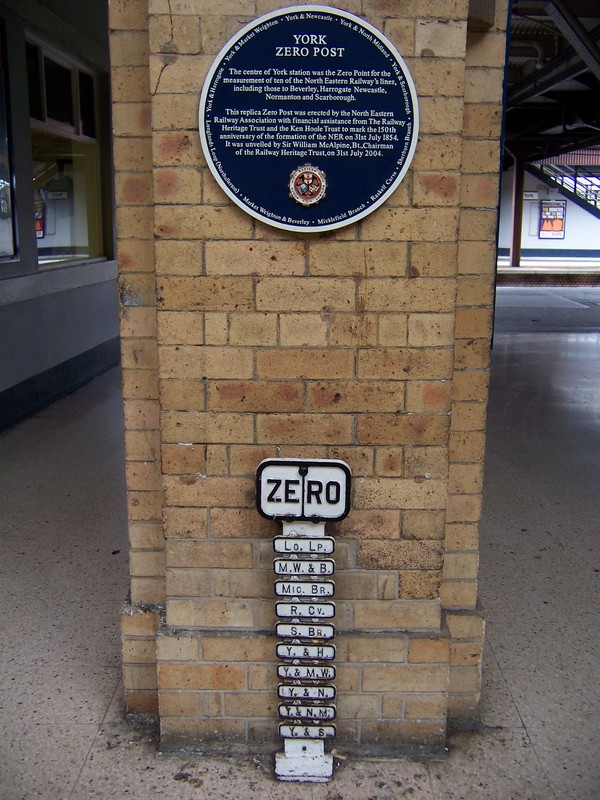 York & Market Weighton • York & Newcastle • York & North Midland • York & Scarborough • Sherburn Branch • Raskelf Curve • Micklefield Branch • Market Weighton & Beverley • Longlands Loop (Northallerton) • York & Harrogate •
YORK
ZERO POST
The centre of York station was the Zero Point for the
measurement of ten of the North Eastern Railway's lines,
including those to Beverley, Harrogate Newcastle,
Normanton and Scarborough.
This replica Zero Post was erected by the North Eastern
Railway Association with financial assistance from The Railway
Heritage Trust and the Ken Hoole Trust to mark the 150th
anniversary of the formation of the NER on 31st July 1854.
It was unveiled by Sir William McAlpine, Bt., Chairman
of the Railway Heritage Trust, on 31st July 2004.
ZERO
LO. LP.
M.W. & B.
MIC. BR.
R. CV.
S. BR.
Y. & H.
Y. & M.W.
Y. & N.
Y. & N.M.
Y. & S.